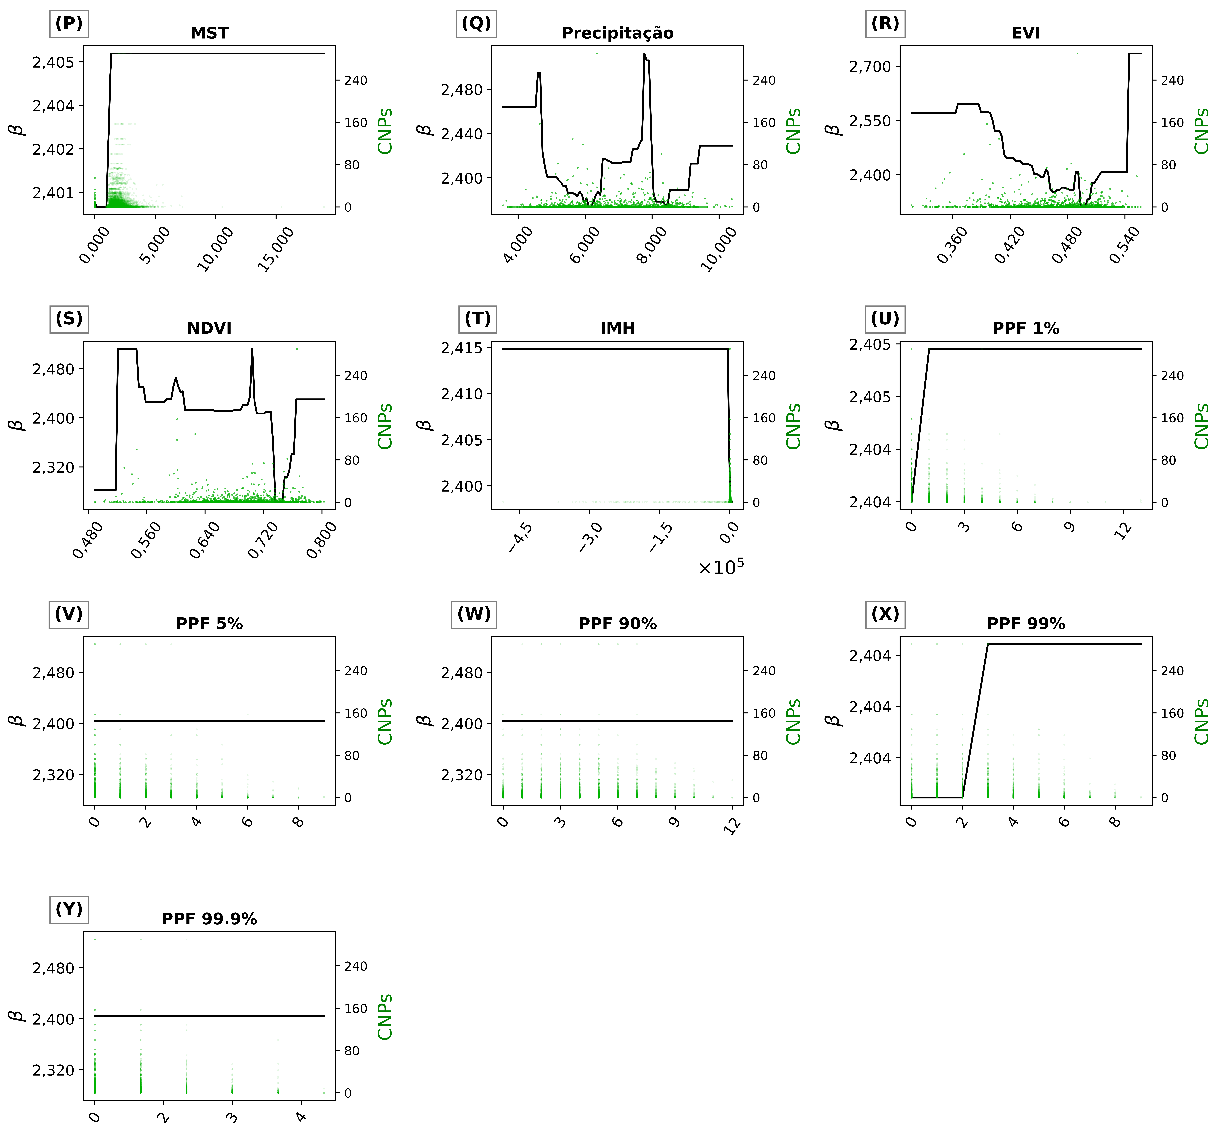 (P)
MST
β
2,405
2,404
2,402
2,401
240
160
80
0
CNPs
0,000
5,000
10,000
15,000
(Q)
Precipitação
β
2,480
2,440
2,400
240
160
80
0
CNPs
4,000
6,000
8,000
10,000
(R)
EVI
β
2,700
2,550
2,400
240
160
80
0
CNPs
0,360
0,420
0,480
0,540
(S)
NDVI
β
2,480
2,400
2,320
240
160
80
0
CNPs
0,480
0,560
0,640
0,720
0,800
(T)
IMH
β
2,415
2,410
2,405
2,400
240
160
80
0
CNPs
−4,5
−3,0
−1,5
0,0
×10⁵
(U)
PPF 1%
β
2,405
2,405
2,404
2,404
240
160
80
0
CNPs
0
3
6
9
12
(V)
PPF 5%
β
2,480
2,400
2,320
240
160
80
0
CNPs
0
2
4
6
8
(W)
PPF 90%
β
2,480
2,400
2,320
240
160
80
0
CNPs
0
3
6
9
12
(X)
PPF 99%
β
2,404
2,404
2,404
240
160
80
0
CNPs
0
2
4
6
8
(Y)
PPF 99.9%
β
2,480
2,400
2,320
240
160
80
0
CNPs
0
2
3
4